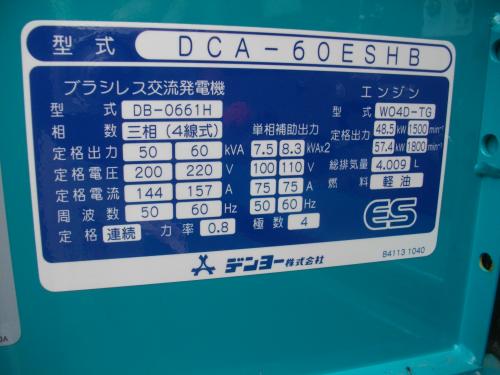 型式 DCA-60ESHB
ブラシレス交流発電機
型式 DB-0661H
相数 三相(4線式)
定格出力 50 60 kVA
定格電圧 200 220 V
定格電流 144 157 A
周波数 50 60 Hz
定格 連続 力率 0.8
単相補助出力
7.5 8.3 kVA×2
100 110 V
75 75 A
50 60 Hz
極数 4
エンジン
型式 W04D-TG
定格出力 48.5 kW 1500 min⁻¹
57.4 kW 1800 min⁻¹
総排気量 4.009 L
燃料 軽油
ES
デンヨー株式会社
B4113 1040
0A